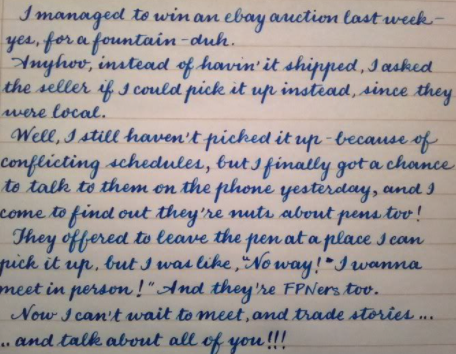 I managed to win an ebay auction last week-
yes, for a fountain-duh.
Anyhoo, instead of havin' it shipped, I asked
the seller if I could pick it up instead, since they
were local.
Well, I still haven't picked it up - because of
conflicting schedules, but I finally got a chance
to talk to them on the phone yesterday, and I
come to find out they're nuts about pens too!
They offered to leave the pen at a place I can
pick it up, but I was like, "No way!" I wanna
meet in person!" And they're FPNers too.
Now I can't wait to meet, and trade stories ...
.. and talk about all of you!!!